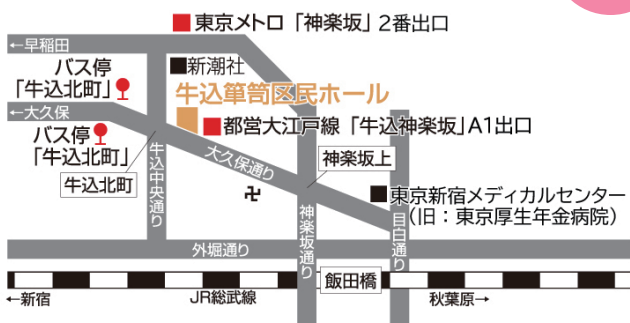 ■東京メトロ「神楽坂」2番出口
←早稲田
バス停
「牛込北町」
■新潮社
牛込箪笥区民ホール
←大久保
■都営大江戸線「牛込神楽坂」A1出口
バス停
「牛込北町」
大久保通り
神楽坂上
牛込北町
牛込中央通り
卍
■東京新宿メディカルセンター
(旧：東京厚生年金病院)
神楽坂通り
目白通り
外堀通り
飯田橋
←新宿
JR総武線
秋葉原→